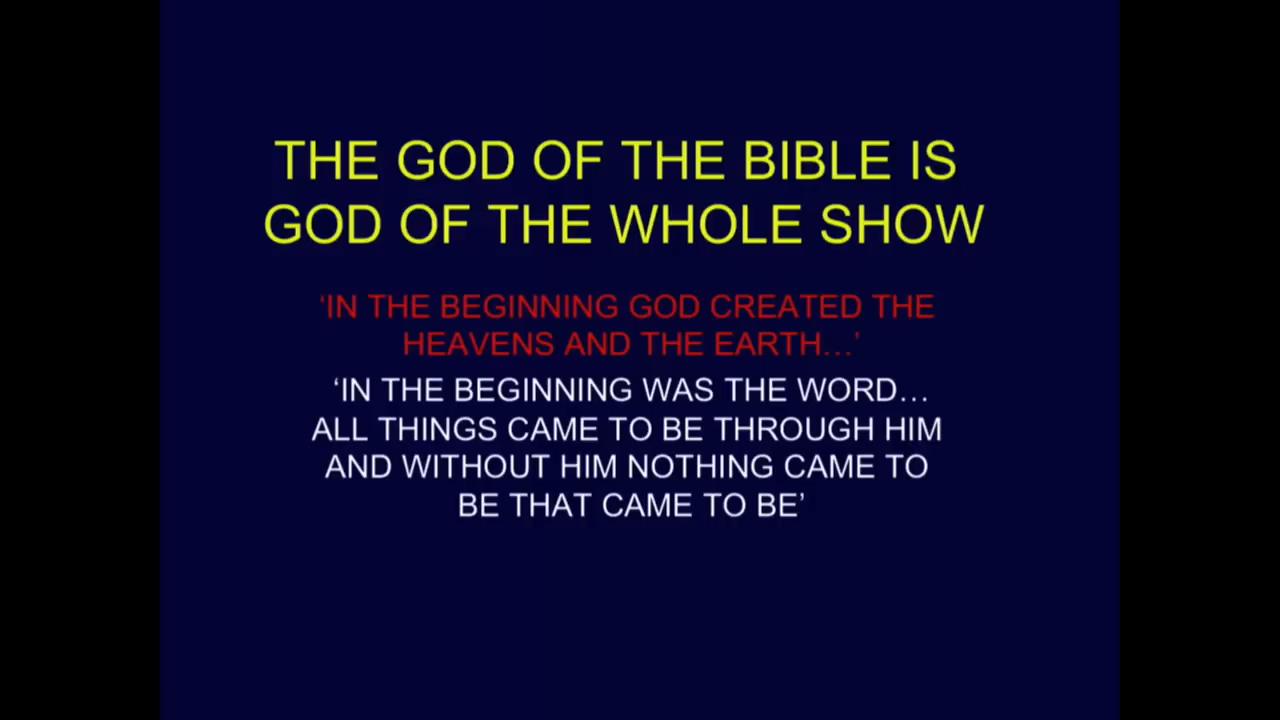 THE GOD OF THE BIBLE IS
GOD OF THE WHOLE SHOW
‘IN THE BEGINNING GOD CREATED THE
HEAVENS AND THE EARTH…’
‘IN THE BEGINNING WAS THE WORD…
ALL THINGS CAME TO BE THROUGH HIM
AND WITHOUT HIM NOTHING CAME TO
BE THAT CAME TO BE’